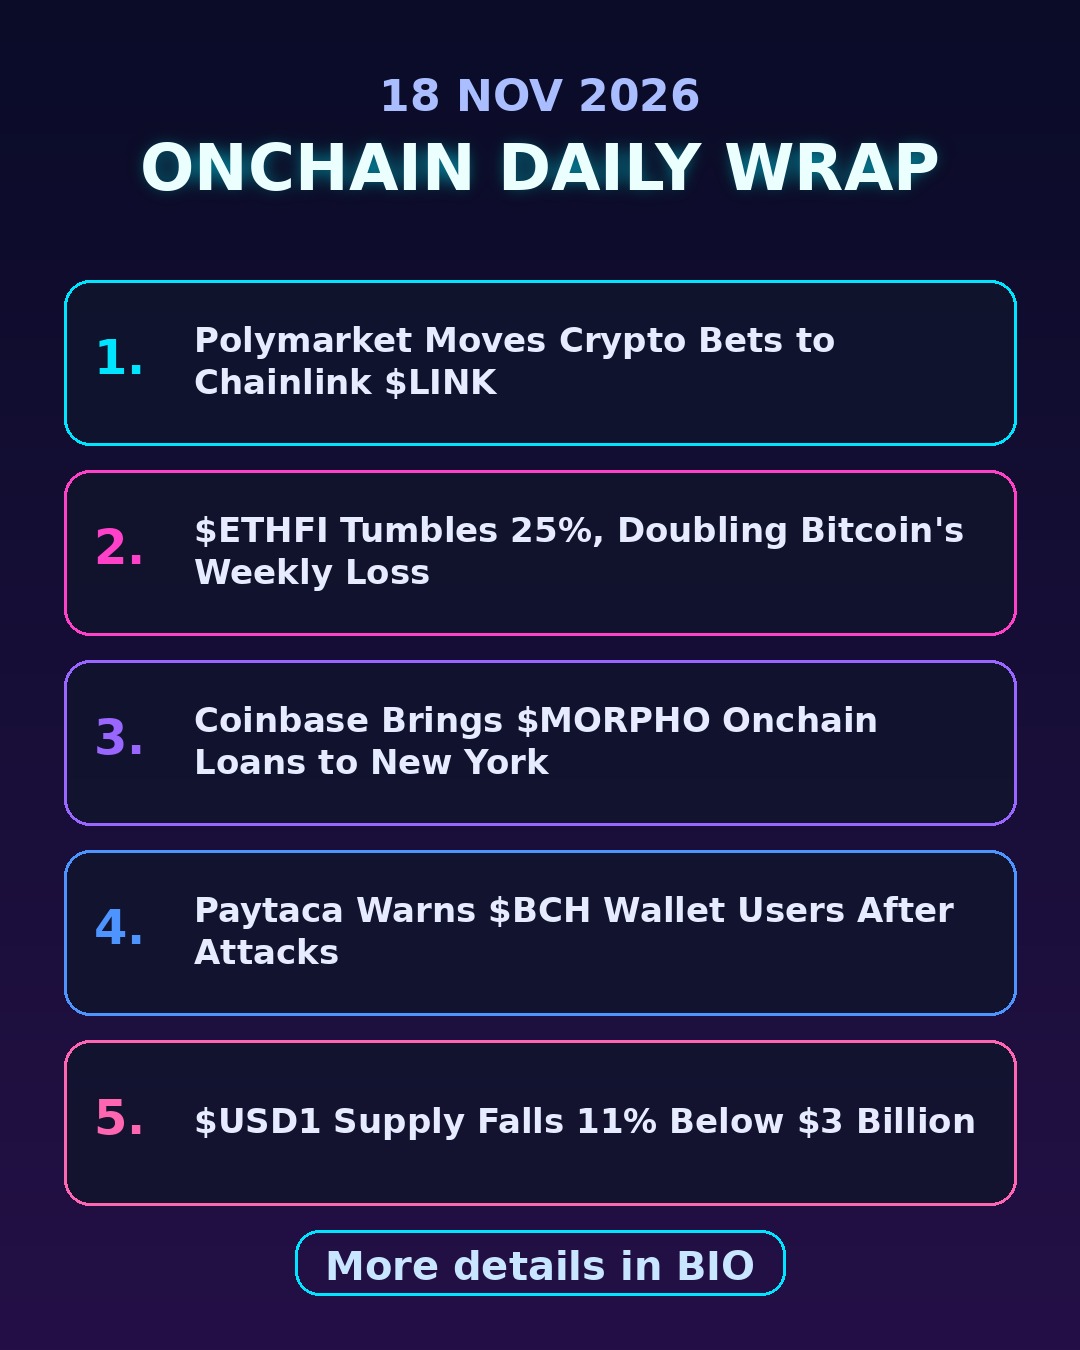 18 NOV 2026
ONCHAIN DAILY WRAP
1.
Polymarket Moves Crypto Bets to
Chainlink $LINK
2.
$ETHFI Tumbles 25%, Doubling Bitcoin's
Weekly Loss
3.
Coinbase Brings $MORPHO Onchain
Loans to New York
4.
Paytaca Warns $BCH Wallet Users After
Attacks
5.
$USD1 Supply Falls 11% Below $3 Billion
More details in BIO